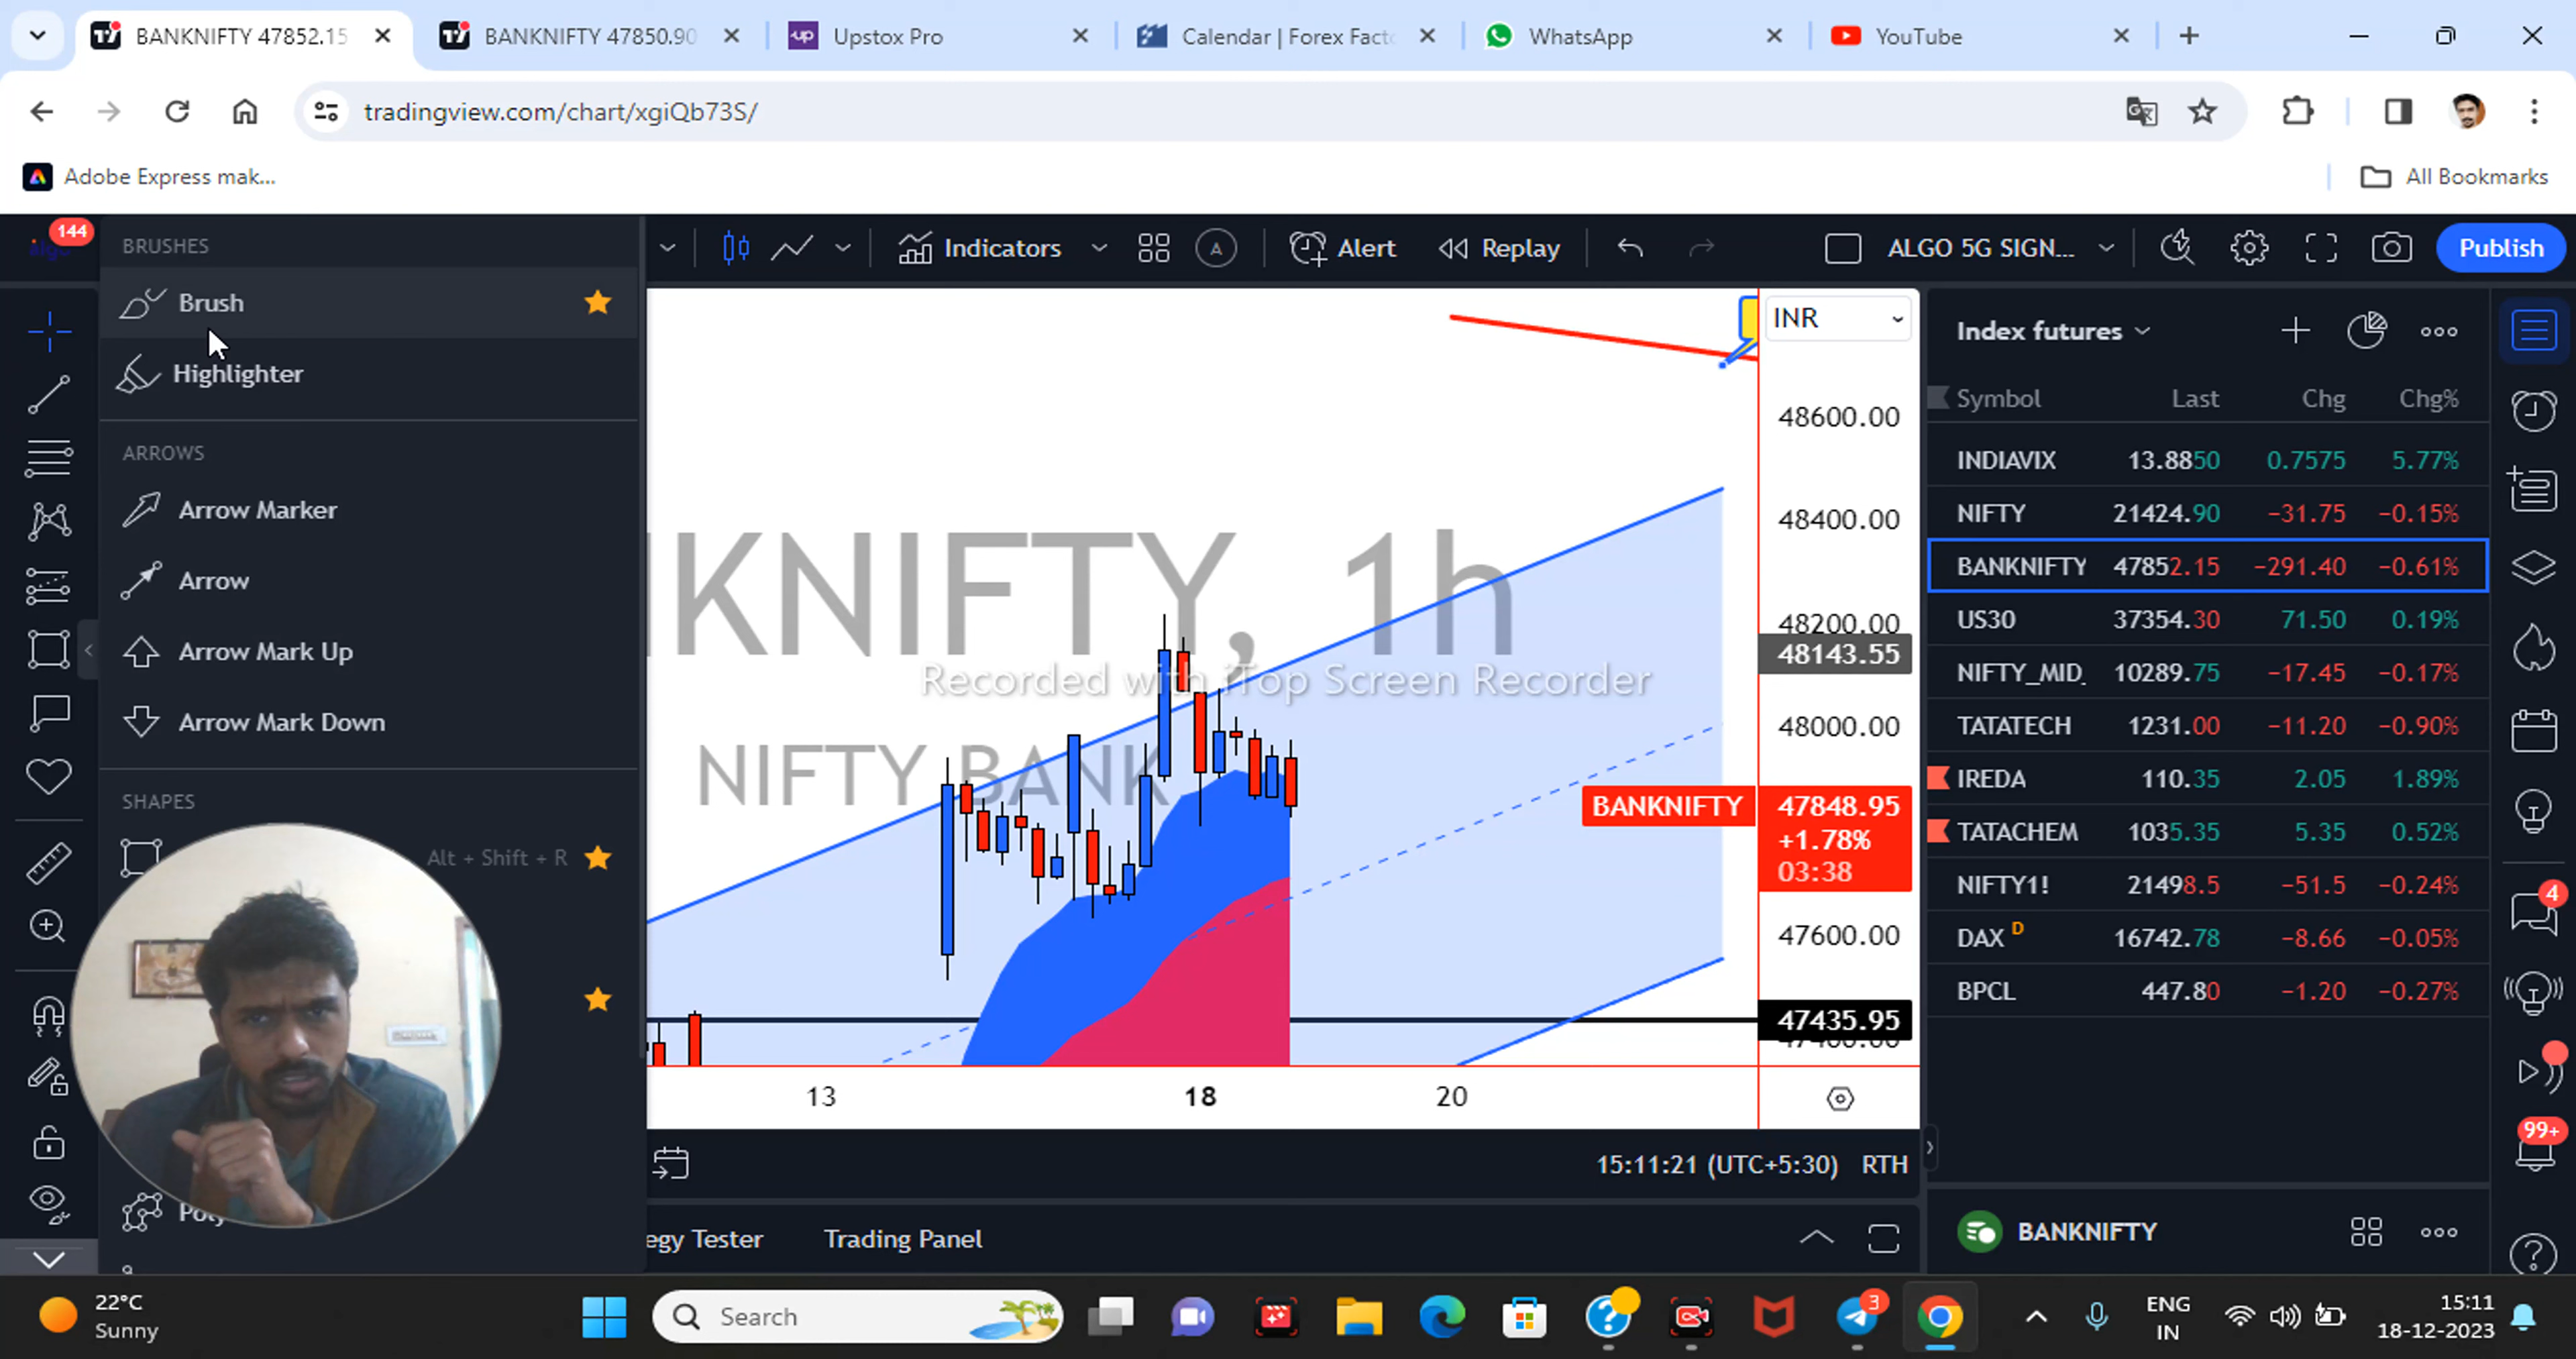 BANKNIFTY 47852.15
BANKNIFTY 47850.90
Upstox Pro
Calendar | Forex Facto
WhatsApp
YouTube
tradingview.com/chart/xgiQb73S/
Adobe Express mak...
All Bookmarks
144
BRUSHES
Indicators
A
Alert
Replay
ALGO 5G SIGN...
Publish
Brush
Highlighter
ARROWS
Arrow Marker
Arrow
Arrow Mark Up
Arrow Mark Down
SHAPES
Alt + Shift + R
KNIFTY, 1h
NIFTY BANK
Recorded with iTop Screen Recorder
INR
48600.00
48400.00
48200.00
48143.55
48000.00
BANKNIFTY
47848.95
+1.78%
03:38
47600.00
47435.95
47400.00
13
18
20
15:11:21 (UTC+5:30)
RTH
egy Tester
Trading Panel
Index futures
Symbol Last Chg Chg%
INDIAVIX 13.8850 0.7575 5.77%
NIFTY 21424.90 −31.75 −0.15%
BANKNIFTY 47852.15 −291.40 −0.61%
US30 37354.30 71.50 0.19%
NIFTY_MID_ 10289.75 −17.45 −0.17%
TATATECH 1231.00 −11.20 −0.90%
IREDA 110.35 2.05 1.89%
TATACHEM 1035.35 5.35 0.52%
NIFTY1! 21498.5 −51.5 −0.24%
DAX D 16742.78 −8.66 −0.05%
BPCL 447.80 −1.20 −0.27%
BANKNIFTY
4
99+
22°C
Sunny
Search
3
ENG
IN
15:11
18-12-2023